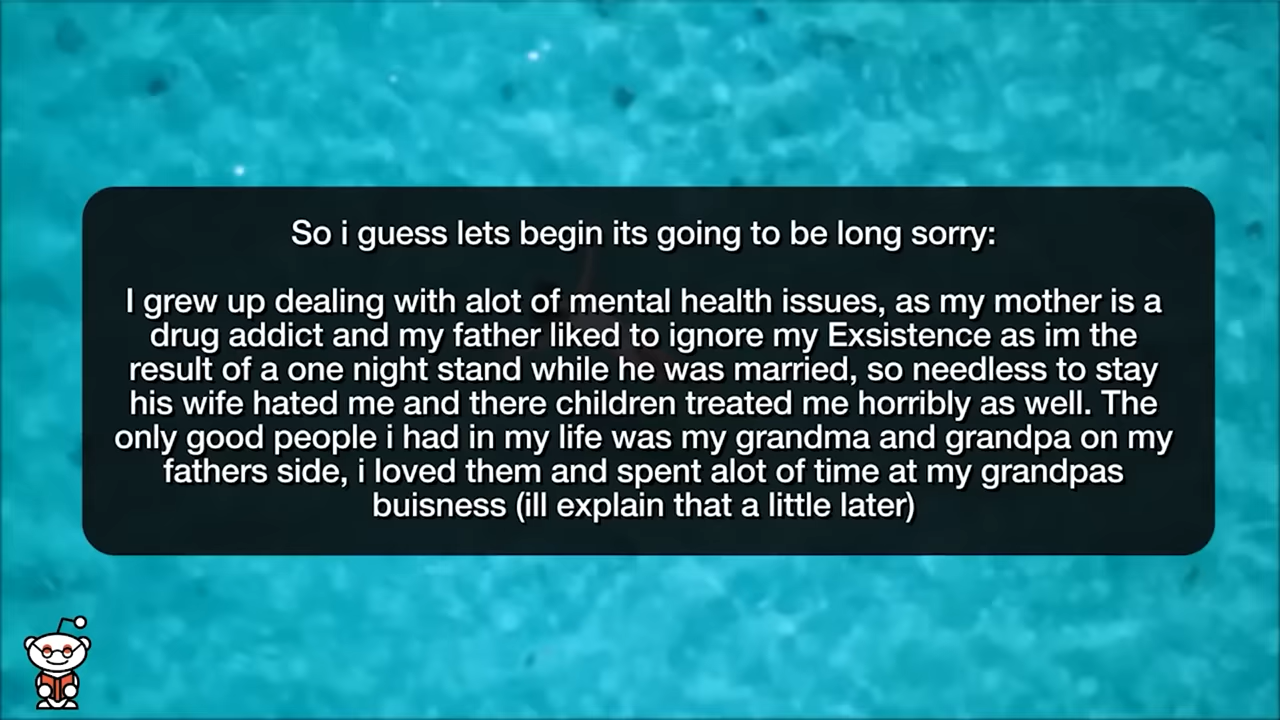 So i guess lets begin its going to be long sorry:
I grew up dealing with alot of mental health issues, as my mother is a
drug addict and my father liked to ignore my Exsistence as im the
result of a one night stand while he was married, so needless to stay
his wife hated me and there children treated me horribly as well. The
only good people i had in my life was my grandma and grandpa on my
fathers side, i loved them and spent alot of time at my grandpas
buisness (ill explain that a little later)